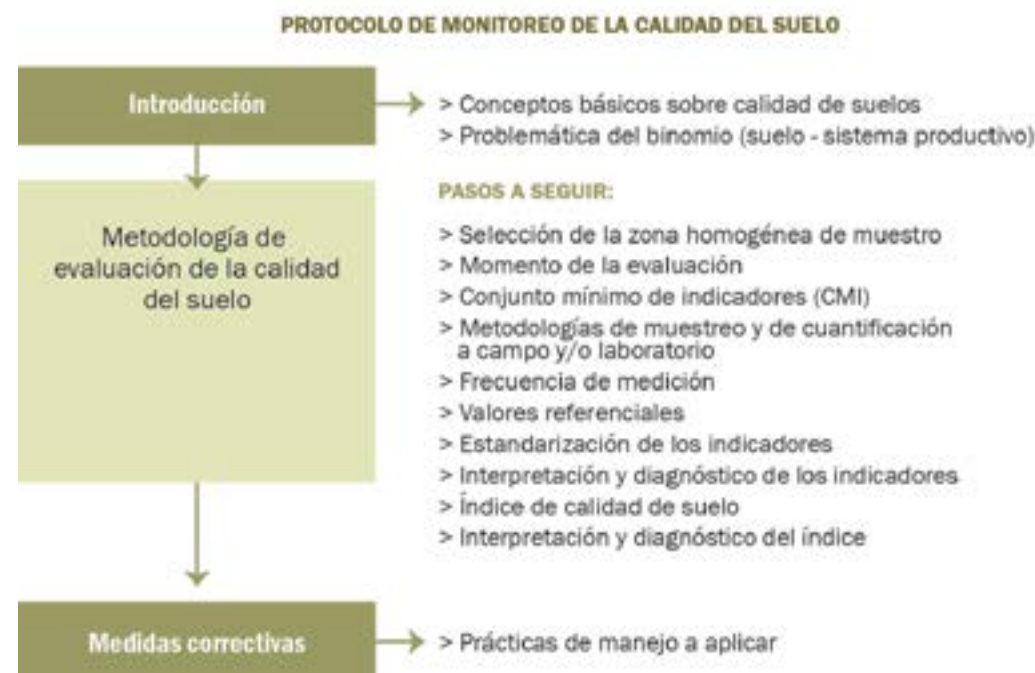 PROTOCOLO DE MONITOREO DE LA CALIDAD DEL SUELO
Introducción
> Conceptos básicos sobre calidad de suelos
> Problemática del binomio (suelo - sistema productivo)
Metodología de
evaluación de la calidad
del suelo
PASOS A SEGUIR:
> Selección de la zona homogénea de muestro
> Momento de la evaluación
> Conjunto mínimo de indicadores (CMI)
> Metodologías de muestreo y de cuantificación
a campo y/o laboratorio
> Frecuencia de medición
> Valores referenciales
> Estandarización de los indicadores
> Interpretación y diagnóstico de los indicadores
> Índice de calidad de suelo
> Interpretación y diagnóstico del índice
Medidas correctivas
> Prácticas de manejo a aplicar